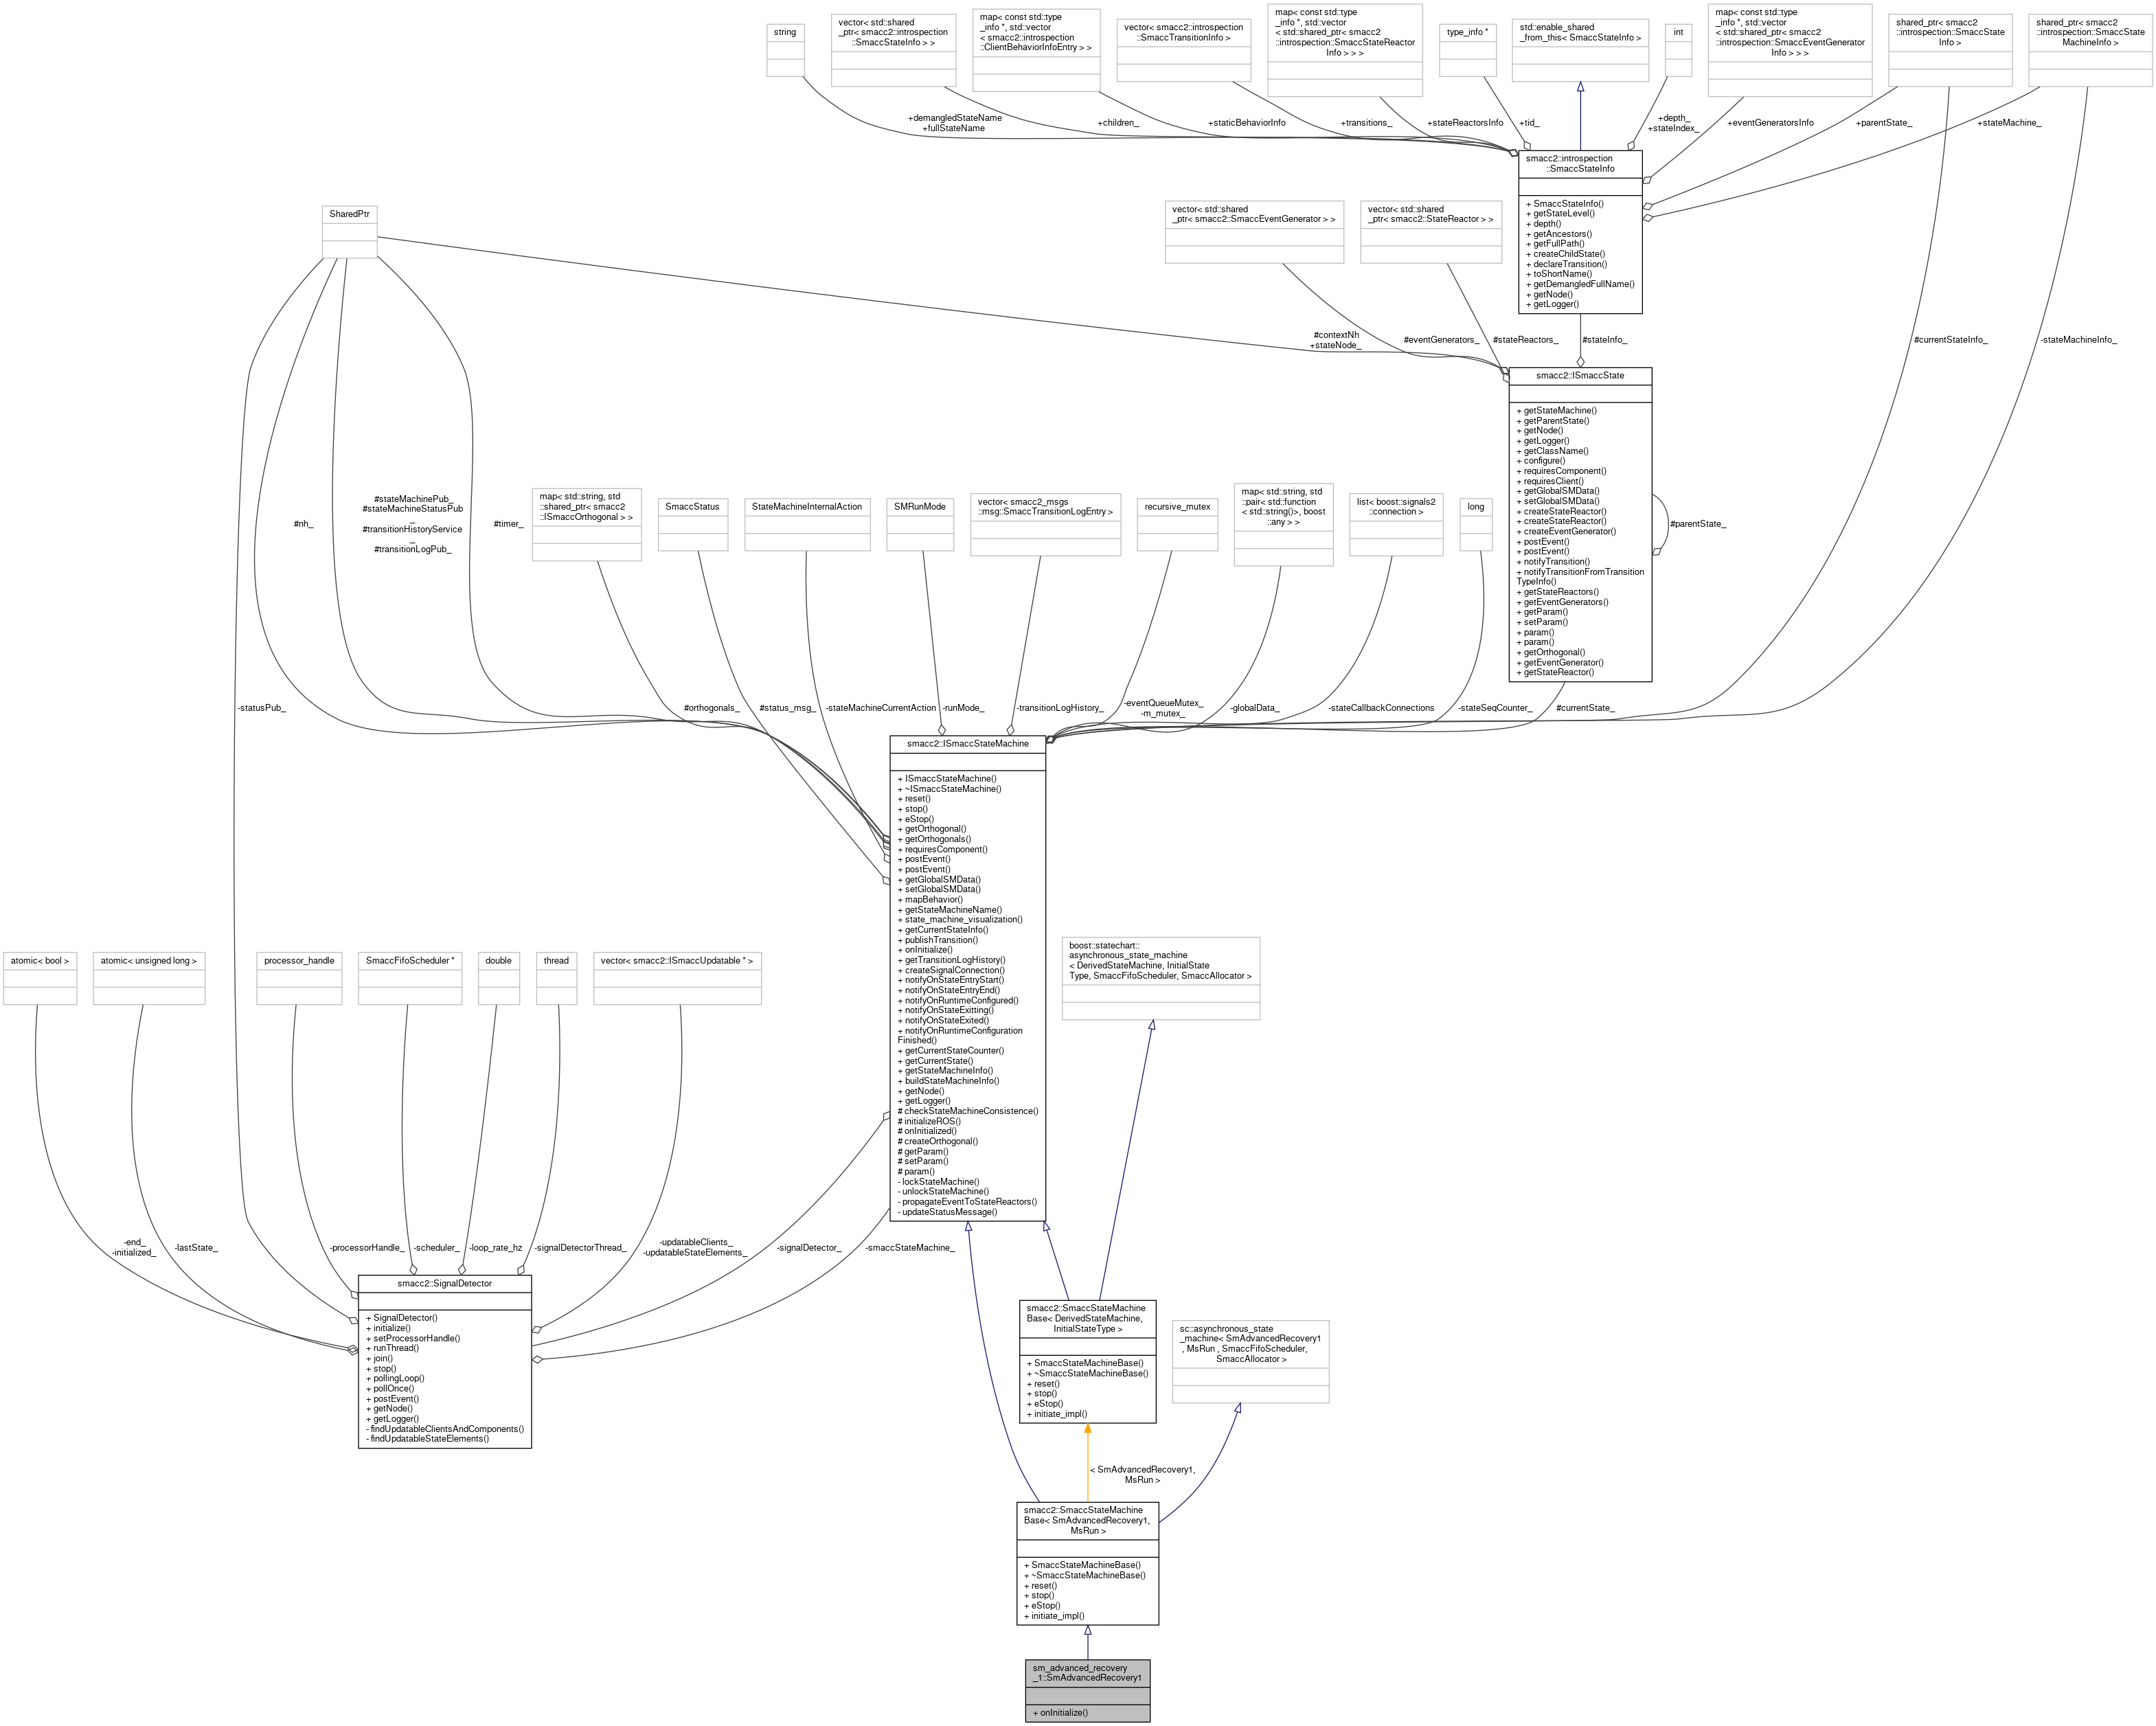 string
vector< std::shared
_ptr< smacc2::introspection
::SmaccStateInfo > >
map< const std::type
_info *, std::vector
< smacc2::introspection
::ClientBehaviorInfoEntry > >
vector< smacc2::introspection
::SmaccTransitionInfo >
map< const std::type
_info *, std::vector
< std::shared_ptr< smacc2
::introspection::SmaccStateReactor
Info > > >
type_info *
std::enable_shared
_from_this< SmaccStateInfo >
int
map< const std::type
_info *, std::vector
< std::shared_ptr< smacc2
::introspection::SmaccEventGenerator
Info > > >
shared_ptr< smacc2
::introspection::SmaccState
Info >
shared_ptr< smacc2
::introspection::SmaccState
MachineInfo >
+demangledStateName
+fullStateName
+children_
+staticBehaviorInfo
+transitions_
+stateReactorsInfo
+tid_
+depth_
+stateIndex_
+eventGeneratorsInfo
+parentState_
+stateMachine_
smacc2::introspection
::SmaccStateInfo
+ SmaccStateInfo()
+ getStateLevel()
+ depth()
+ getAncestors()
+ getFullPath()
+ createChildState()
+ declareTransition()
+ toShortName()
+ getDemangledFullName()
+ getNode()
+ getLogger()
SharedPtr
vector< std::shared
_ptr< smacc2::SmaccEventGenerator > >
vector< std::shared
_ptr< smacc2::StateReactor > >
#contextNh
+stateNode_
#eventGenerators_
#stateReactors_
#stateInfo_
#currentStateInfo_
-stateMachineInfo_
smacc2::ISmaccState
+ getStateMachine()
+ getParentState()
+ getNode()
+ getLogger()
+ getClassName()
+ configure()
+ requiresComponent()
+ requiresClient()
+ getGlobalSMData()
+ setGlobalSMData()
+ createStateReactor()
+ createStateReactor()
+ createEventGenerator()
+ postEvent()
+ postEvent()
+ notifyTransition()
+ notifyTransitionFromTransition
TypeInfo()
+ getStateReactors()
+ getEventGenerators()
+ getParam()
+ setParam()
+ param()
+ param()
+ getOrthogonal()
+ getEventGenerator()
+ getStateReactor()
#parentState_
#nh_
#stateMachinePub_
#stateMachineStatusPub
_
#transitionHistoryService
_
#transitionLogPub_
#timer_
map< std::string, std
::shared_ptr< smacc2
::ISmaccOrthogonal > >
SmaccStatus
StateMachineInternalAction
SMRunMode
vector< smacc2_msgs
::msg::SmaccTransitionLogEntry >
recursive_mutex
map< std::string, std
::pair< std::function
< std::string()>, boost
::any > >
list< boost::signals2
::connection >
long
-statusPub_
#orthogonals_
#status_msg_
-stateMachineCurrentAction
-runMode_
-transitionLogHistory_
-eventQueueMutex_
-m_mutex_
-globalData_
-stateCallbackConnections
-stateSeqCounter_
#currentState_
smacc2::ISmaccStateMachine
+ ISmaccStateMachine()
+ ~ISmaccStateMachine()
+ reset()
+ stop()
+ eStop()
+ getOrthogonal()
+ getOrthogonals()
+ requiresComponent()
+ postEvent()
+ postEvent()
+ getGlobalSMData()
+ setGlobalSMData()
+ mapBehavior()
+ getStateMachineName()
+ state_machine_visualization()
+ getCurrentStateInfo()
+ publishTransition()
+ onInitialize()
+ getTransitionLogHistory()
+ createSignalConnection()
+ notifyOnStateEntryStart()
+ notifyOnStateEntryEnd()
+ notifyOnRuntimeConfigured()
+ notifyOnStateExitting()
+ notifyOnStateExited()
+ notifyOnRuntimeConfiguration
Finished()
+ getCurrentStateCounter()
+ getCurrentState()
+ getStateMachineInfo()
+ buildStateMachineInfo()
+ getNode()
+ getLogger()
# checkStateMachineConsistence()
# initializeROS()
# onInitialized()
# createOrthogonal()
# getParam()
# setParam()
# param()
- lockStateMachine()
- unlockStateMachine()
- propagateEventToStateReactors()
- updateStatusMessage()
atomic< bool >
atomic< unsigned long >
processor_handle
SmaccFifoScheduler *
double
thread
vector< smacc2::ISmaccUpdatable * >
boost::statechart::
asynchronous_state_machine
< DerivedStateMachine, InitialState
Type, SmaccFifoScheduler, SmaccAllocator >
-end_
-initialized_
-lastState_
-processorHandle_
-scheduler_
-loop_rate_hz
-signalDetectorThread_
-updatableClients_
-updatableStateElements_
-signalDetector_
-smaccStateMachine_
smacc2::SignalDetector
+ SignalDetector()
+ initialize()
+ setProcessorHandle()
+ runThread()
+ join()
+ stop()
+ pollingLoop()
+ pollOnce()
+ postEvent()
+ getNode()
+ getLogger()
- findUpdatableClientsAndComponents()
- findUpdatableStateElements()
smacc2::SmaccStateMachine
Base< DerivedStateMachine,
InitialStateType >
+ SmaccStateMachineBase()
+ ~SmaccStateMachineBase()
+ reset()
+ stop()
+ eStop()
+ initiate_impl()
sc::asynchronous_state
_machine< SmAdvancedRecovery1
, MsRun , SmaccFifoScheduler,
SmaccAllocator >
< SmAdvancedRecovery1,
MsRun >
smacc2::SmaccStateMachine
Base< SmAdvancedRecovery1,
MsRun >
+ SmaccStateMachineBase()
+ ~SmaccStateMachineBase()
+ reset()
+ stop()
+ eStop()
+ initiate_impl()
sm_advanced_recovery
_1::SmAdvancedRecovery1
+ onInitialize()